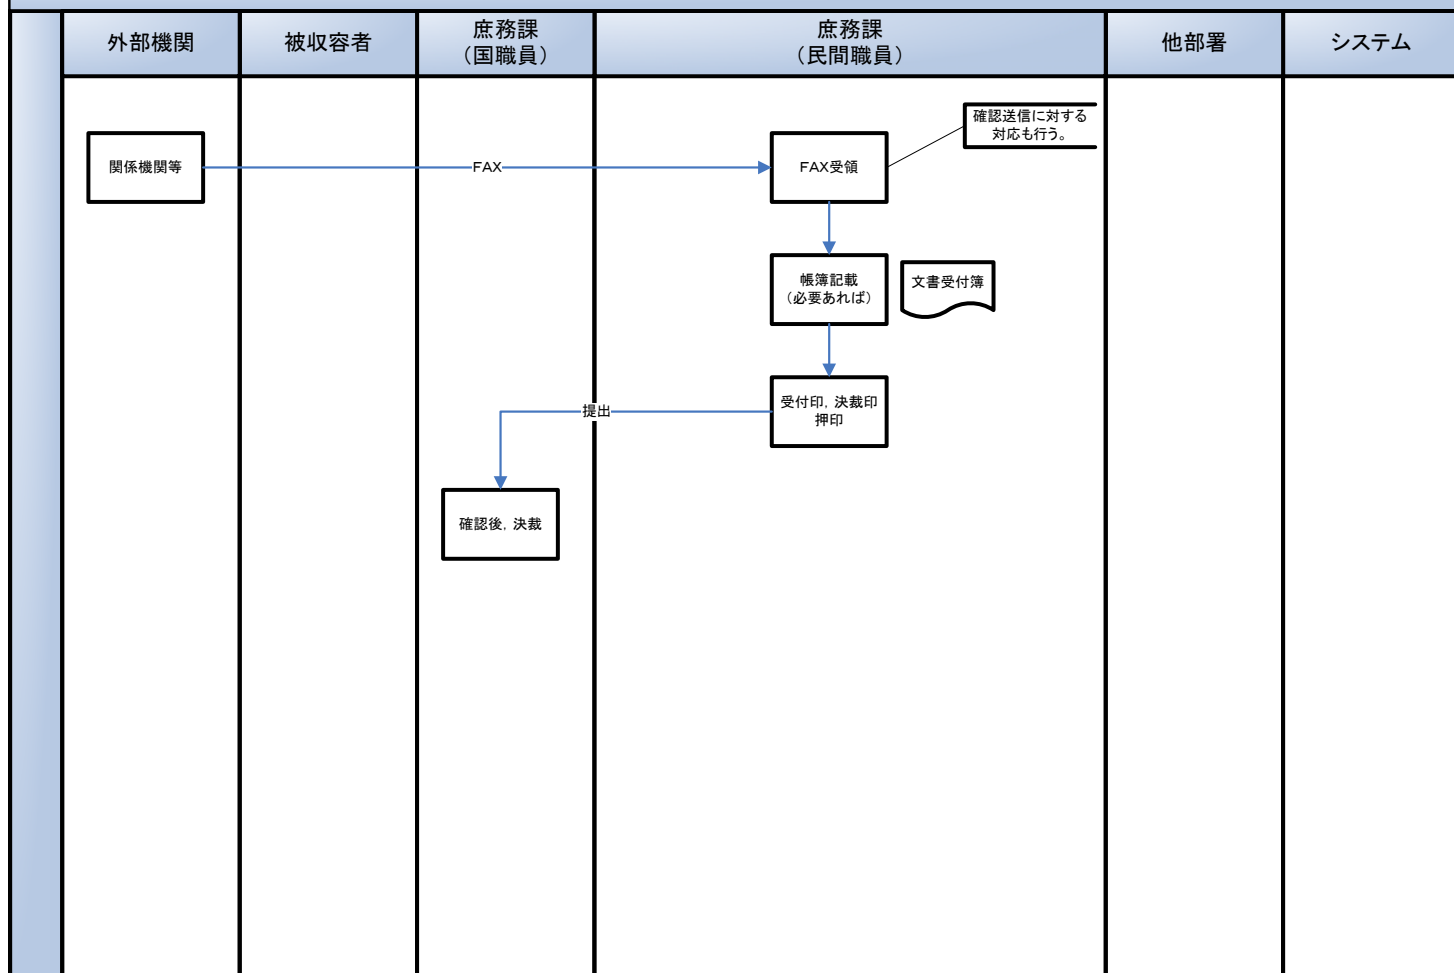 外部機関
被収容者
庶務課
（国職員）
庶務課
（民間職員）
他部署
システム
確認送信に対する
対応も行う。
関係機関等
FAX
FAX受領
帳簿記載
（必要あれば）
文書受付簿
受付印，決裁印
押印
提出
確認後，決裁